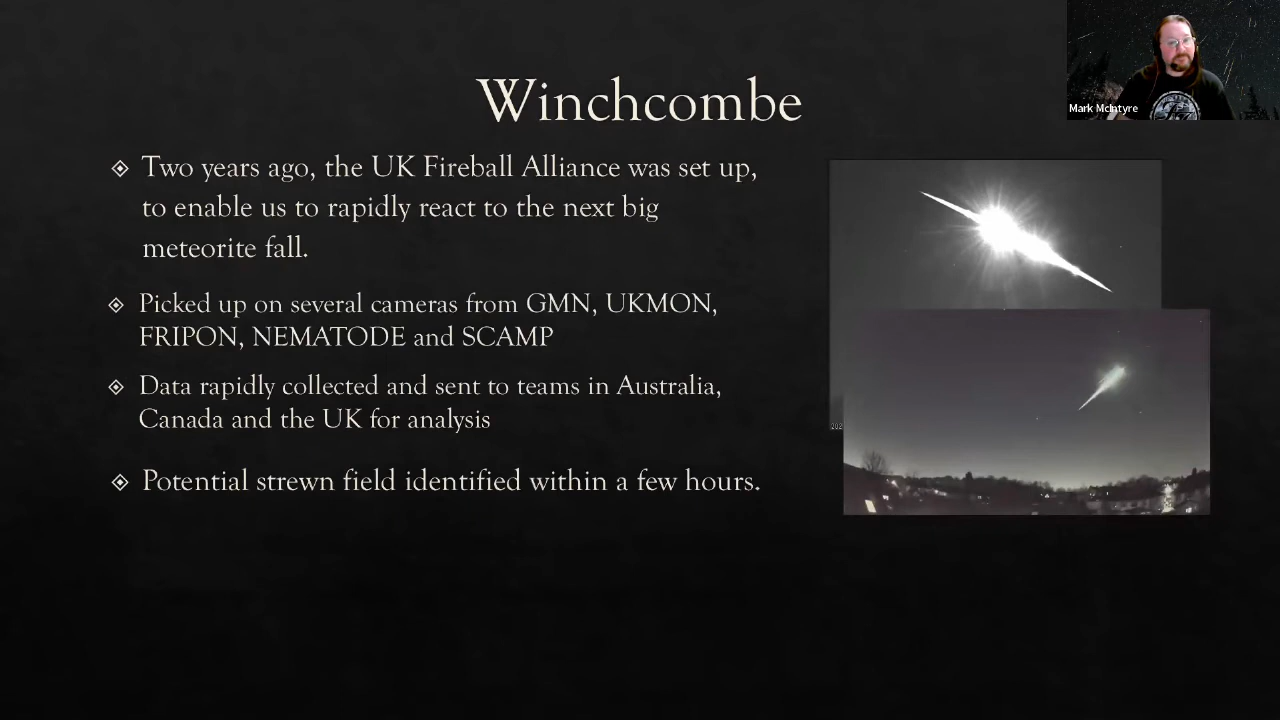 Winchcombe
Mark McIntyre
Two years ago, the UK Fireball Alliance was set up,
to enable us to rapidly react to the next big
meteorite fall.
Picked up on several cameras from GMN, UKMON,
FRIPON, NEMATODE and SCAMP
Data rapidly collected and sent to teams in Australia,
Canada and the UK for analysis
Potential strewn field identified within a few hours.
202